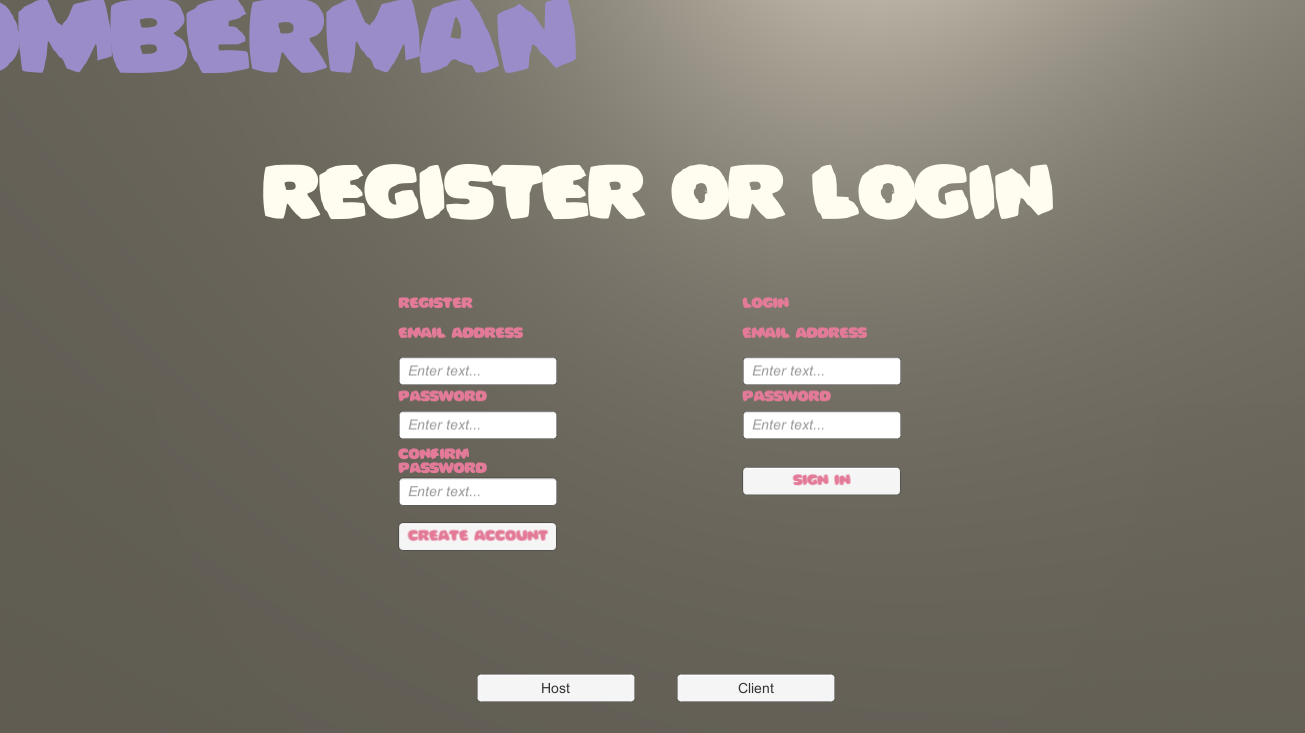 OMBERMAN
REGISTER OR LOGIN
REGISTER
EMAIL ADDRESS
Enter text...
PASSWORD
Enter text...
CONFIRM
PASSWORD
Enter text...
CREATE ACCOUNT
LOGIN
EMAIL ADDRESS
Enter text...
PASSWORD
Enter text...
SIGN IN
Host
Client